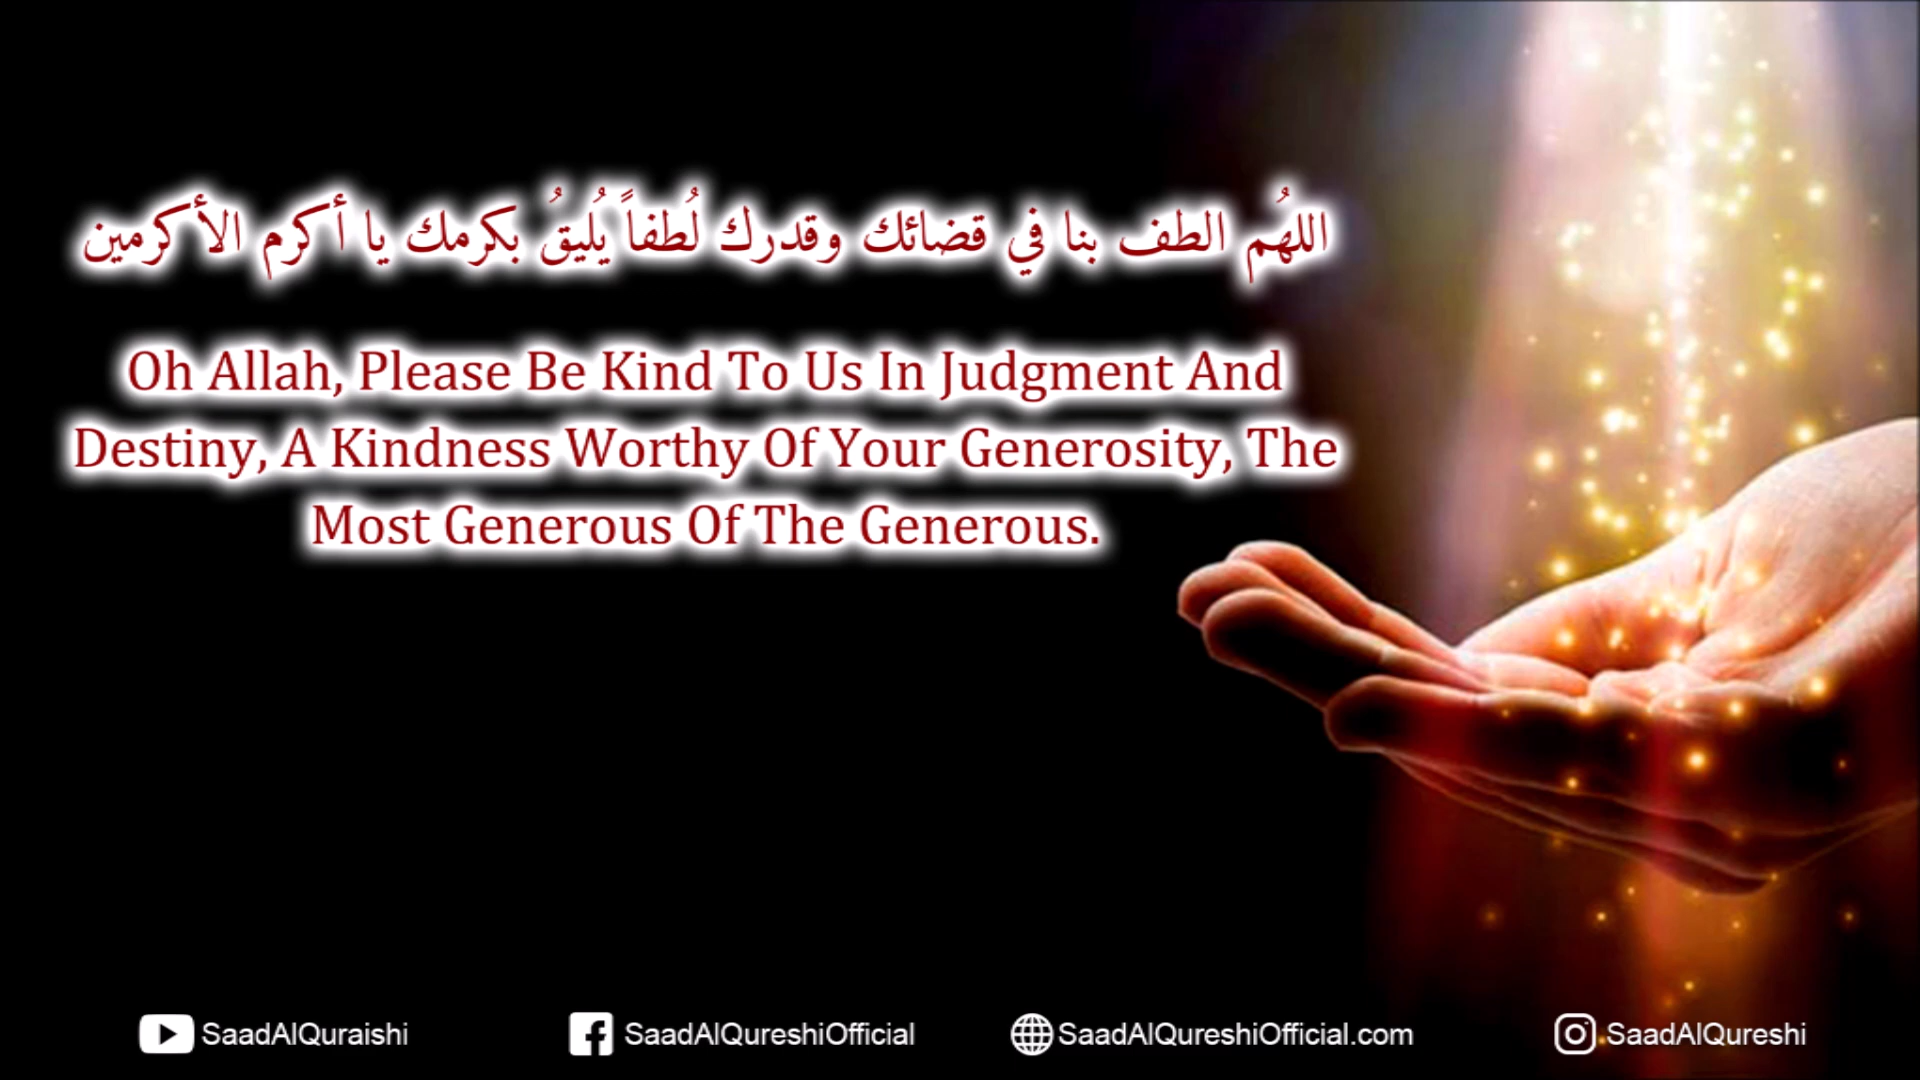 اللهُم الطف بنا في قضائك وقدرك لُطفاً يُليقُ بكرمك يا أكرم الأكرمين
Oh Allah, Please Be Kind To Us In Judgment And
Destiny, A Kindness Worthy Of Your Generosity, The
Most Generous Of The Generous.
SaadAlQuraishi
SaadAlQureshiOfficial
SaadAlQureshiOfficial.com
SaadAlQureshi